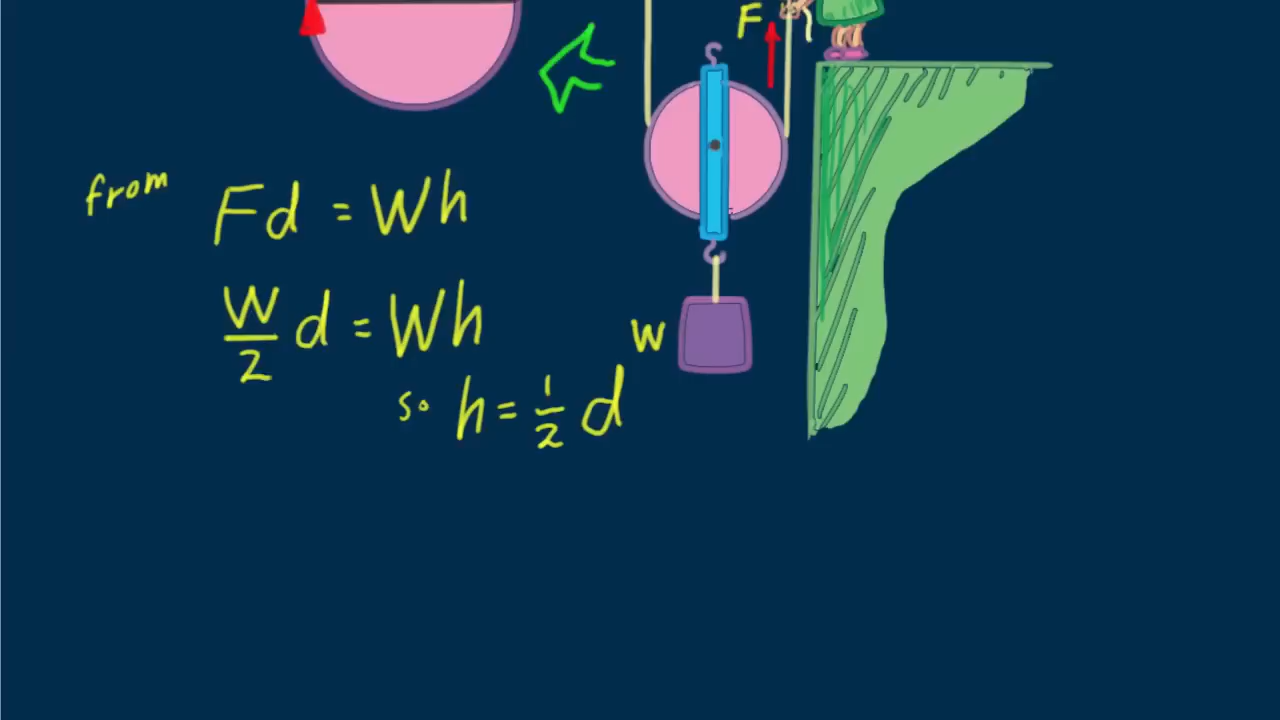 F
from Fd = Wh
W/2 d = Wh
W
so h = 1/2 d